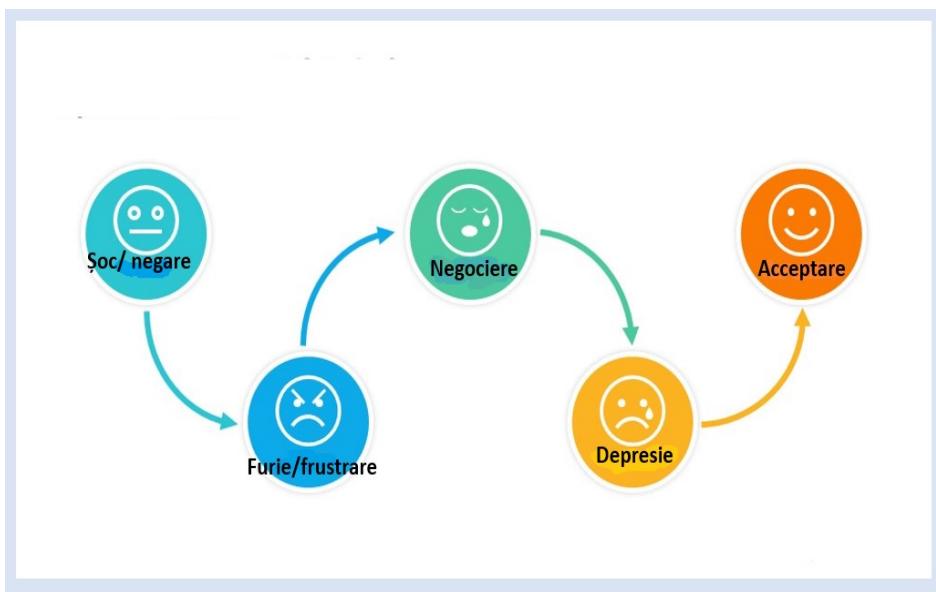 Șoc/ negare
Furie/frustrare
Negociere
Depresie
Acceptare